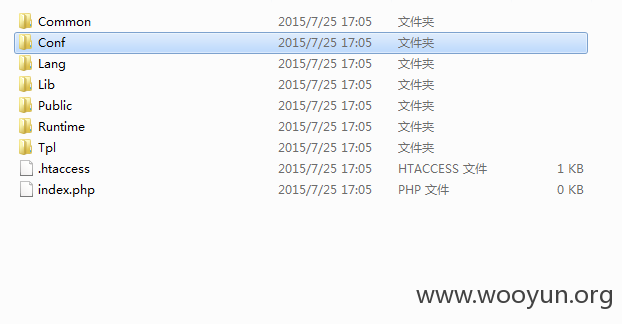 Common 2015/7/25 17:05 文件夹
Conf 2015/7/25 17:05 文件夹
Lang 2015/7/25 17:05 文件夹
Lib 2015/7/25 17:05 文件夹
Public 2015/7/25 17:05 文件夹
Runtime 2015/7/25 17:05 文件夹
Tpl 2015/7/25 17:05 文件夹
.htaccess 2015/7/25 17:05 HTACCESS 文件 1 KB
index.php 2015/7/25 17:05 PHP 文件 0 KB
www.wooyun.org